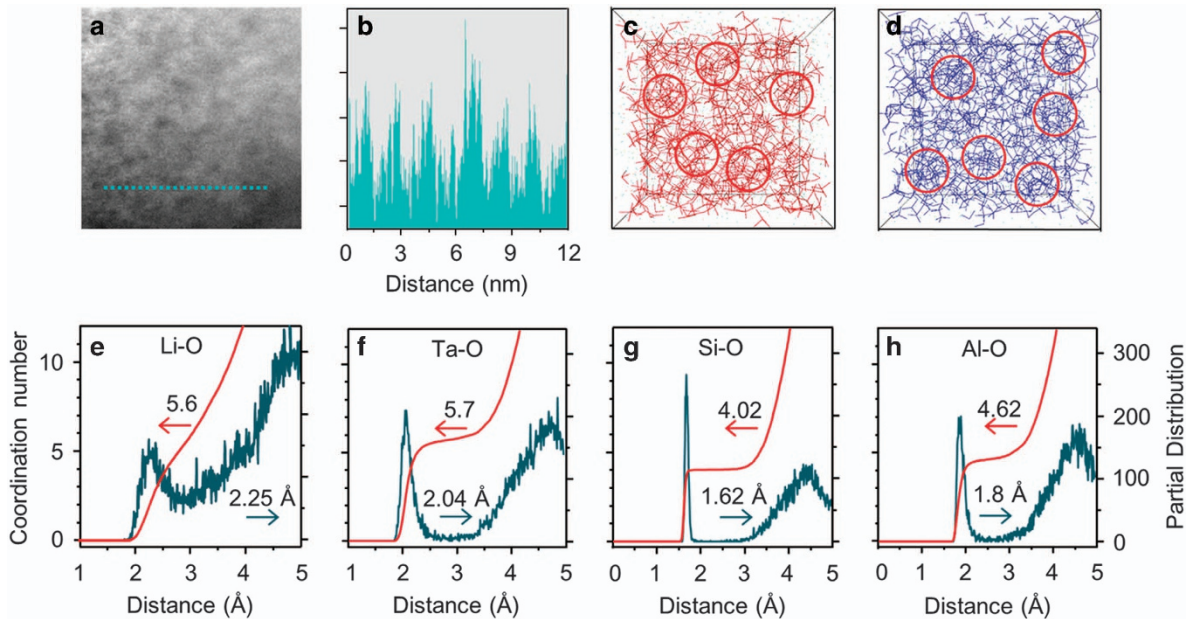 a
b
c
d
0
3
6
9
12
Distance (nm)
e
Li-O
5.6
2.25 Å
f
Ta-O
5.7
2.04 Å
g
Si-O
4.02
1.62 Å
h
Al-O
4.62
1.8 Å
Coordination number
10
5
0
300
200
100
0
Partial Distribution
1 2 3 4 5
1 2 3 4 5
0 1 2 3 4 5
0 1 2 3 4 5
Distance (Å)
Distance (Å)
Distance (Å)
Distance (Å)